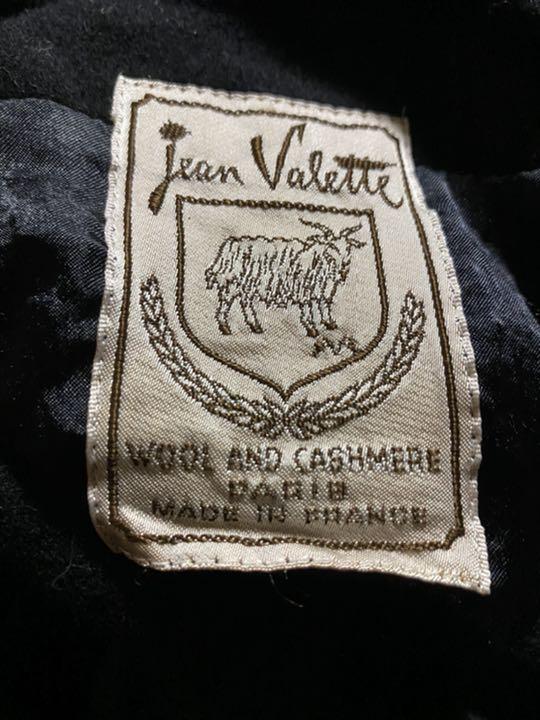 Jean Valette
WOOL AND CASHMERE
PARIS
MADE IN FRANCE